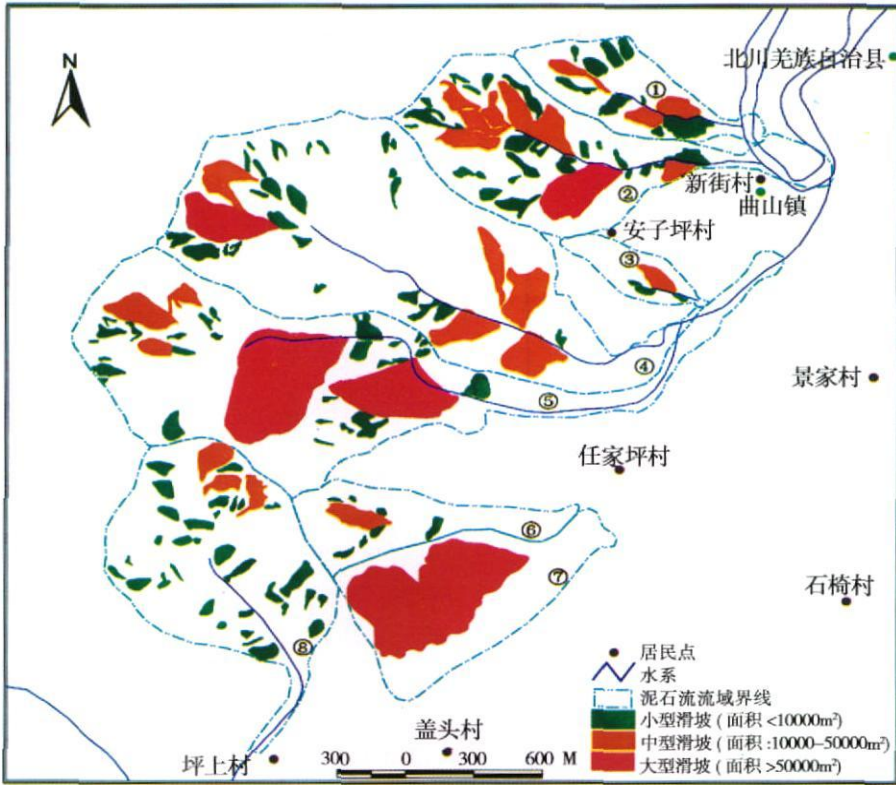 N
北川羌族自治县
①
②
新街村
曲山镇
安子坪村
③
④
景家村
⑤
任家坪村
⑥
⑦
石椅村
⑧
居民点
水系
泥石流流域界线
小型滑坡 (面积 <10000m²)
中型滑坡 (面积 :10000-50000m²)
大型滑坡 (面积 >50000m²)
盖头村
坪上村
300 0 300 600 M